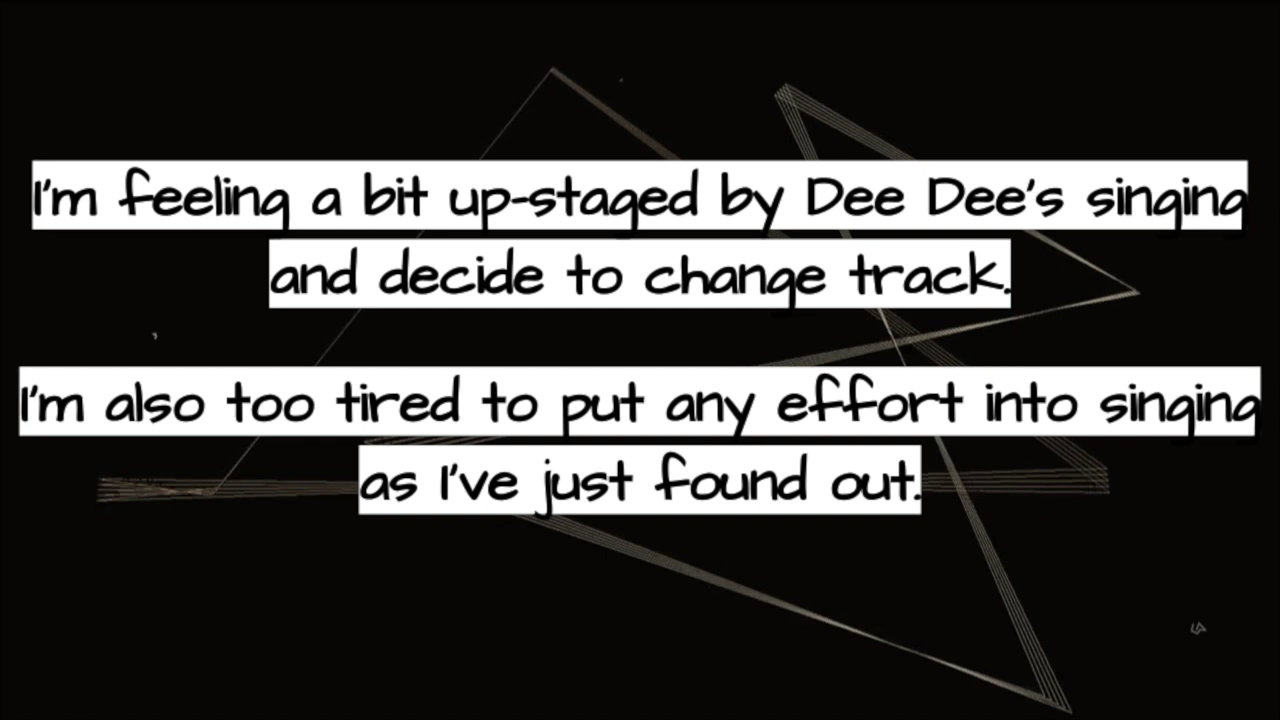 I'm feeling a bit up-staged by Dee Dee's singing
and decide to change track.
I'm also too tired to put any effort into singing
as I've just found out.